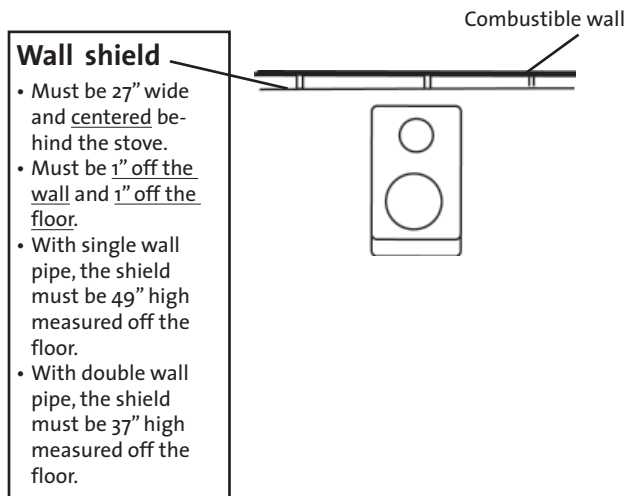 Combustible wall
Wall shield
• Must be 27” wide
and centered be-
hind the stove.
• Must be 1” off the
wall and 1” off the
floor.
• With single wall
pipe, the shield
must be 49” high
measured off the
floor.
• With double wall
pipe, the shield
must be 37” high
measured off the
floor.